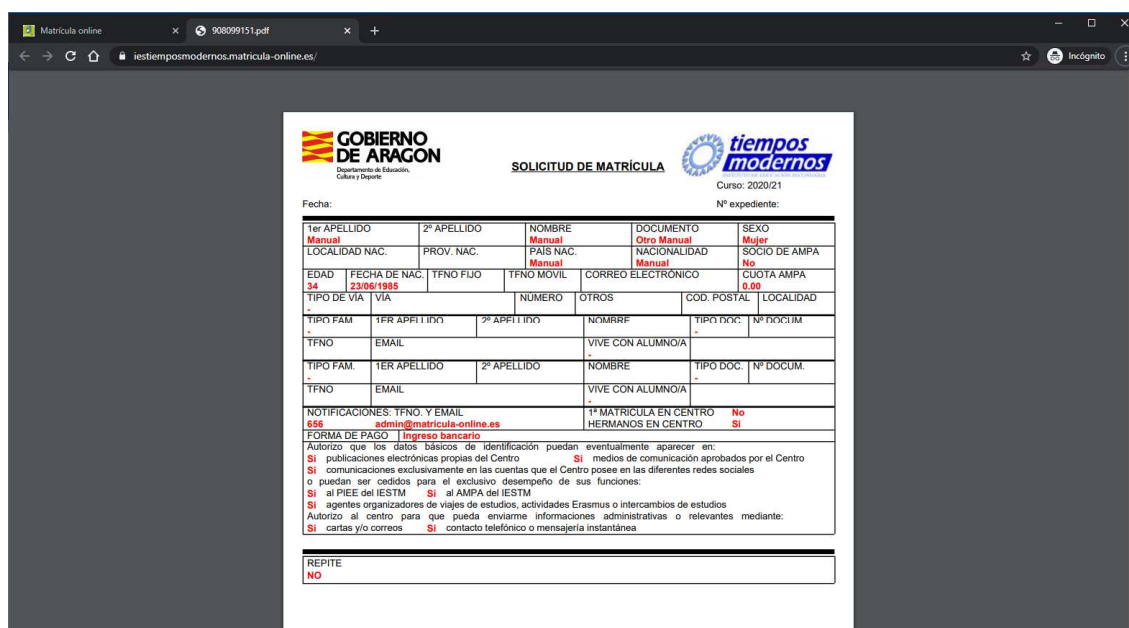 Matrícula online
908099151.pdf
iestiemposmodernos.matricula-online.es/
Incógnito
GOBIERNO
DE ARAGON
Departamento de Educación,
Cultura y Deporte
SOLICITUD DE MATRÍCULA
tiempos
modernos
Curso: 2020/21
Fecha: Nº expediente:
1er APELLIDO 2º APELLIDO NOMBRE DOCUMENTO SEXO
Manual Manual Otro Manual Mujer
LOCALIDAD NAC. PROV. NAC. PAÍS NAC. NACIONALIDAD SOCIO DE AMPA
Manual Manual No
EDAD FECHA DE NAC. TFNO FIJO TFNO MOVIL CORREO ELECTRÓNICO CUOTA AMPA
34 23/06/1985 0.00
TIPO DE VÍA VÍA NÚMERO OTROS COD. POSTAL LOCALIDAD
-
TIPO FAM. 1ER APELLIDO 2º APELLIDO NOMBRE TIPO DOC. Nº DOCUM.
- -
TFNO EMAIL VIVE CON ALUMNO/A
-
TIPO FAM. 1ER APELLIDO 2º APELLIDO NOMBRE TIPO DOC. Nº DOCUM.
- -
TFNO EMAIL VIVE CON ALUMNO/A
-
NOTIFICACIONES: TFNO. Y EMAIL 1ª MATRICULA EN CENTRO No
656 admin@matricula-online.es HERMANOS EN CENTRO Si
FORMA DE PAGO Ingreso bancario
Autorizo que los datos básicos de identificación puedan eventualmente aparecer en:
Si publicaciones electrónicas propias del Centro Si medios de comunicación aprobados por el Centro
Si comunicaciones exclusivamente en las cuentas que el Centro posee en las diferentes redes sociales
o puedan ser cedidos para el exclusivo desempeño de sus funciones:
Si al PIEE del IESTM Si al AMPA del IESTM
Si agentes organizadores de viajes de estudios, actividades Erasmus o intercambios de estudios
Autorizo al centro para que pueda enviarme informaciones administrativas o relevantes mediante:
Si cartas y/o correos Si contacto telefónico o mensajería instantánea
REPITE
NO